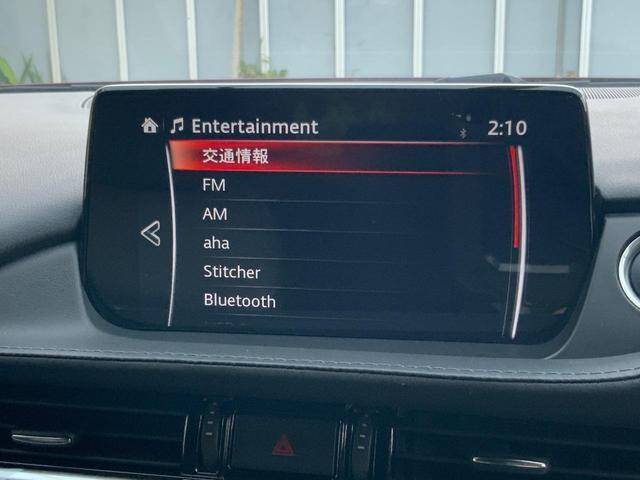 Entertainment
2:10
交通情報
FM
AM
aha
Stitcher
Bluetooth